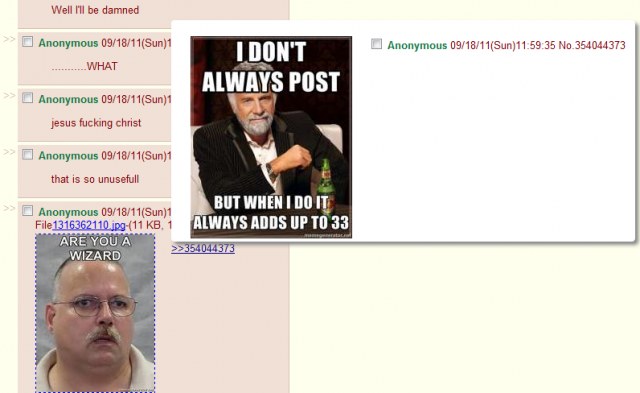 Well I'll be damned
>> Anonymous 09/18/11(Sun)1
............WHAT
>> Anonymous 09/18/11(Sun)1
jesus fucking christ
>> Anonymous 09/18/11(Sun)1
that is so unusefull
>> Anonymous 09/18/11(Sun)1
File1316362110.jpg-(11 KB, 1
>>354044373
ARE YOU A
WIZARD
Anonymous 09/18/11(Sun)11:59:35 No.354044373
I DON'T
ALWAYS POST
BUT WHEN I DO IT
ALWAYS ADDS UP TO 33
memegenerator.net